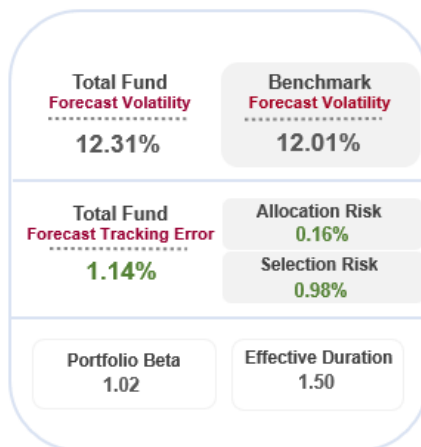 Total Fund
Forecast Volatility
12.31%
Benchmark
Forecast Volatility
12.01%
Total Fund
Forecast Tracking Error
1.14%
Allocation Risk
0.16%
Selection Risk
0.98%
Portfolio Beta
1.02
Effective Duration
1.50